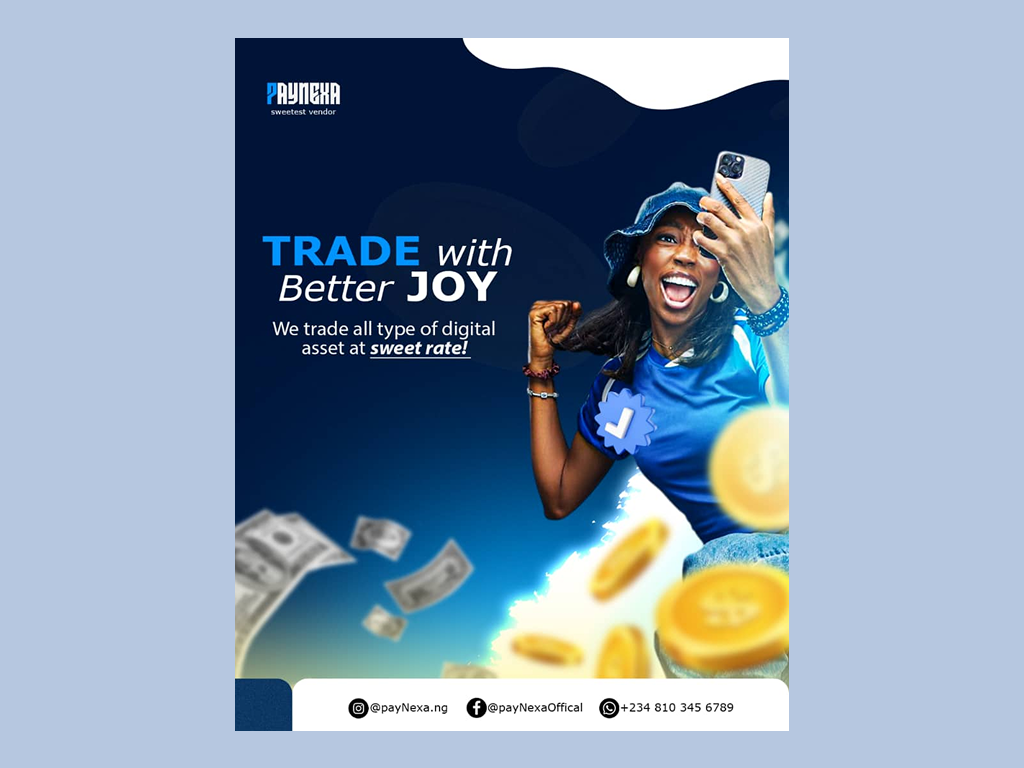 PAYNEXA
sweetest vendor
TRADE with
Better JOY
We trade all type of digital
asset at sweet rate!
@payNexa.ng @payNexaOffical +234 810 345 6789